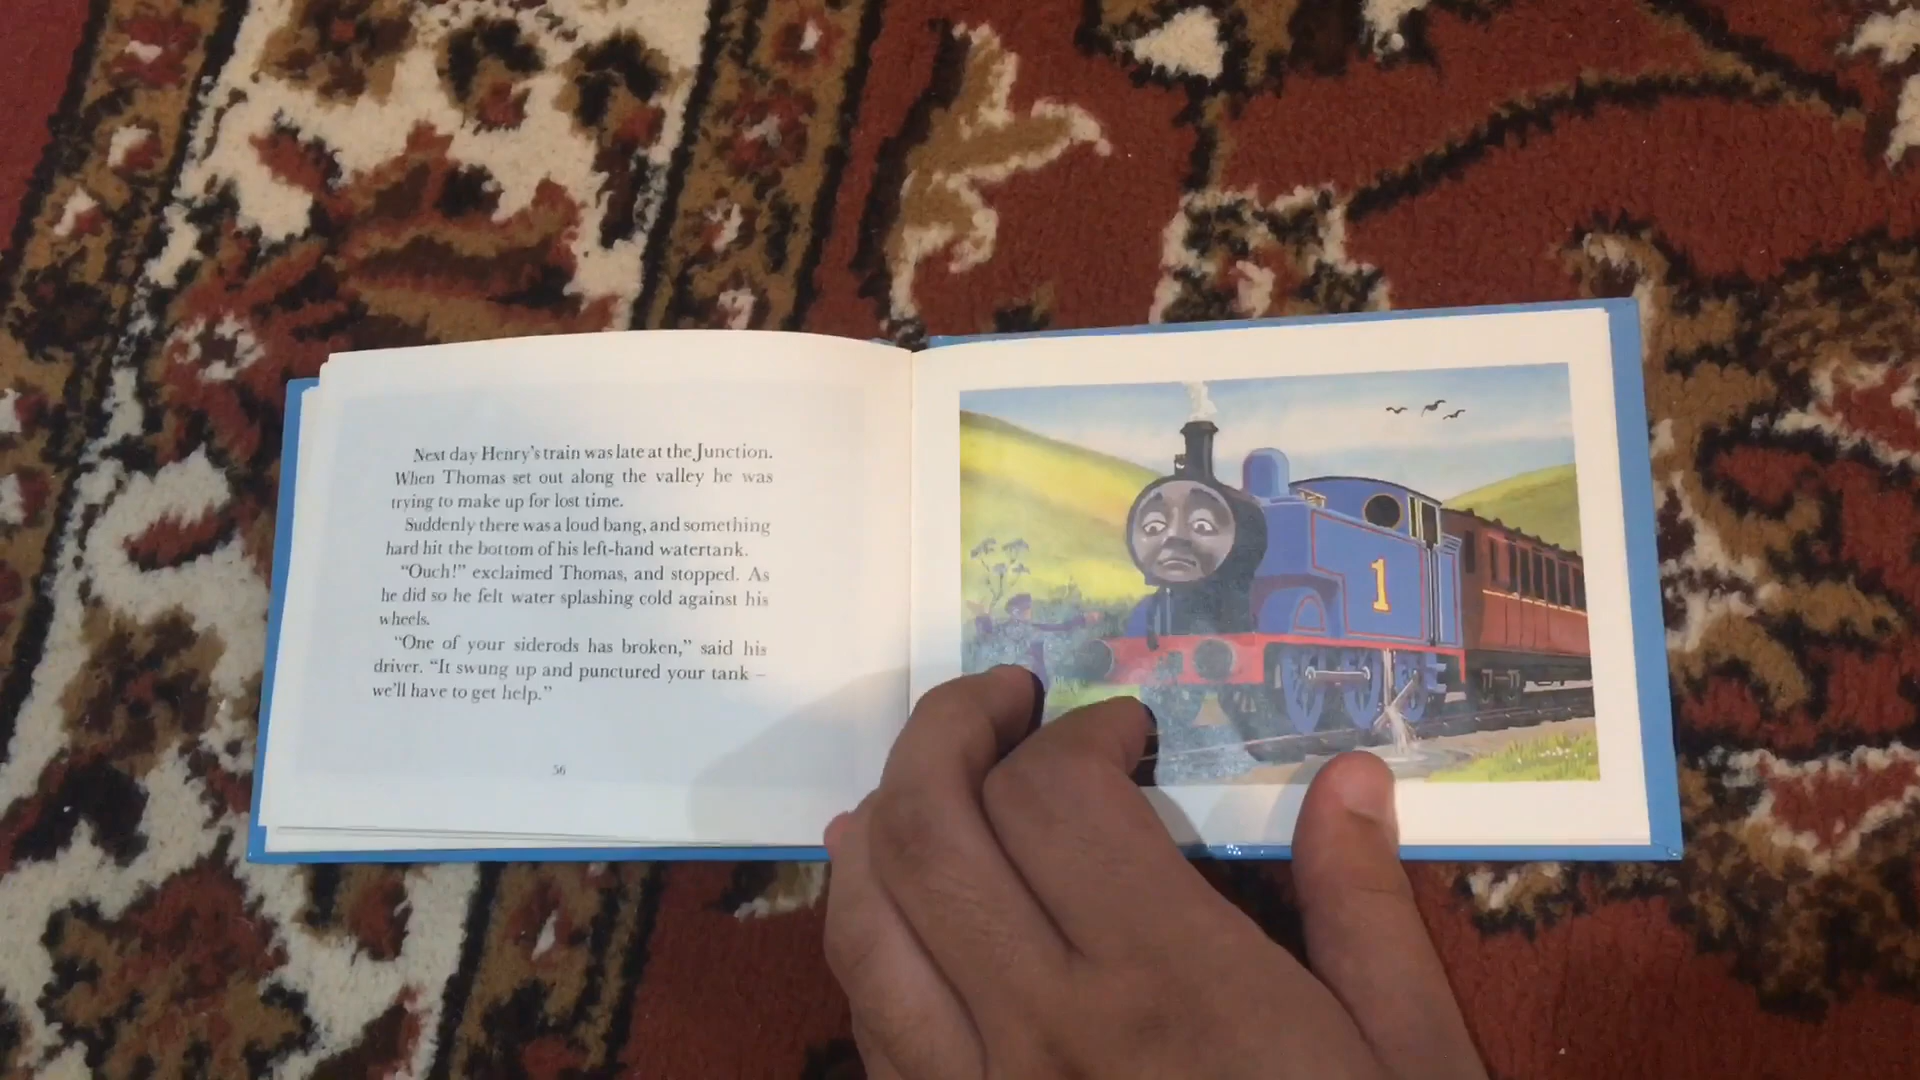 Next day Henry's train was late at the Junction.
When Thomas set out along the valley he was
trying to make up for lost time.
Suddenly there was a loud bang, and something
hard hit the bottom of his left-hand watertank.
"Ouch!" exclaimed Thomas, and stopped. As
he did so he felt water splashing cold against his
wheels.
"One of your siderods has broken," said his
driver. "It swung up and punctured your tank –
we'll have to get help."
56
1